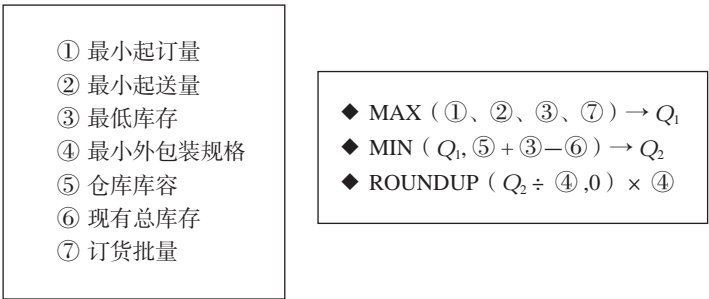 ① 最小起订量
② 最小起送量
③ 最低库存
④ 最小外包装规格
⑤ 仓库库容
⑥ 现有总库存
⑦ 订货批量
◆ MAX（①、②、③、⑦）→ Q₁
◆ MIN（Q₁, ⑤+③—⑥）→ Q₂
◆ ROUNDUP（Q₂÷ ④,0）× ④